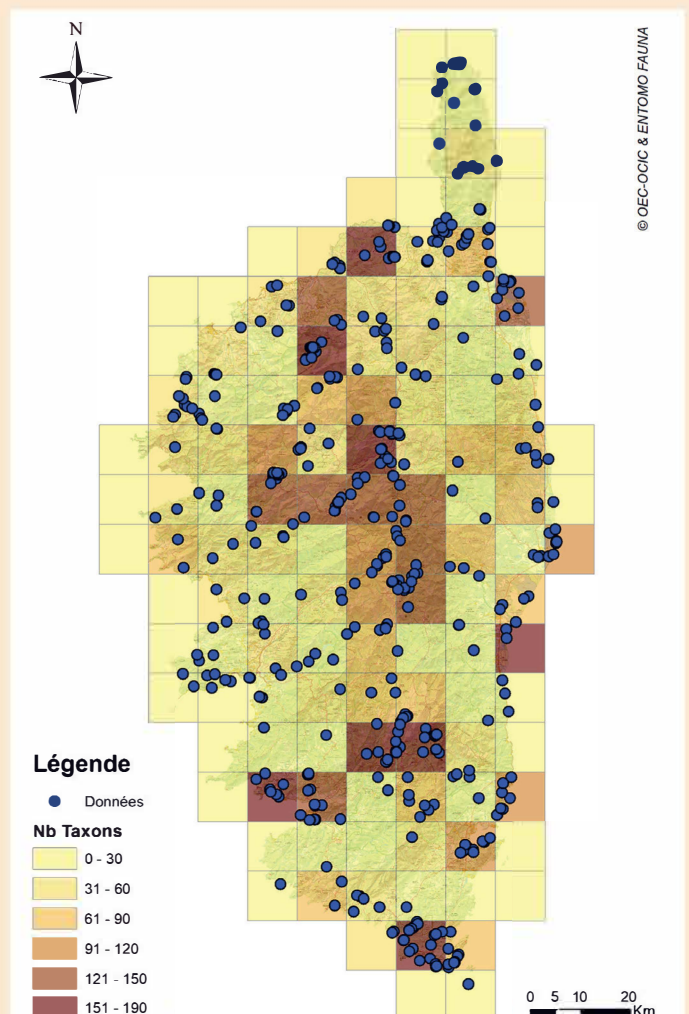 N
© OEC-OCIC & ENTOMO FAUNA
Légende
Données
Nb Taxons
0 - 30
31 - 60
61 - 90
91 - 120
121 - 150
151 - 190
0 5 10 20
Km